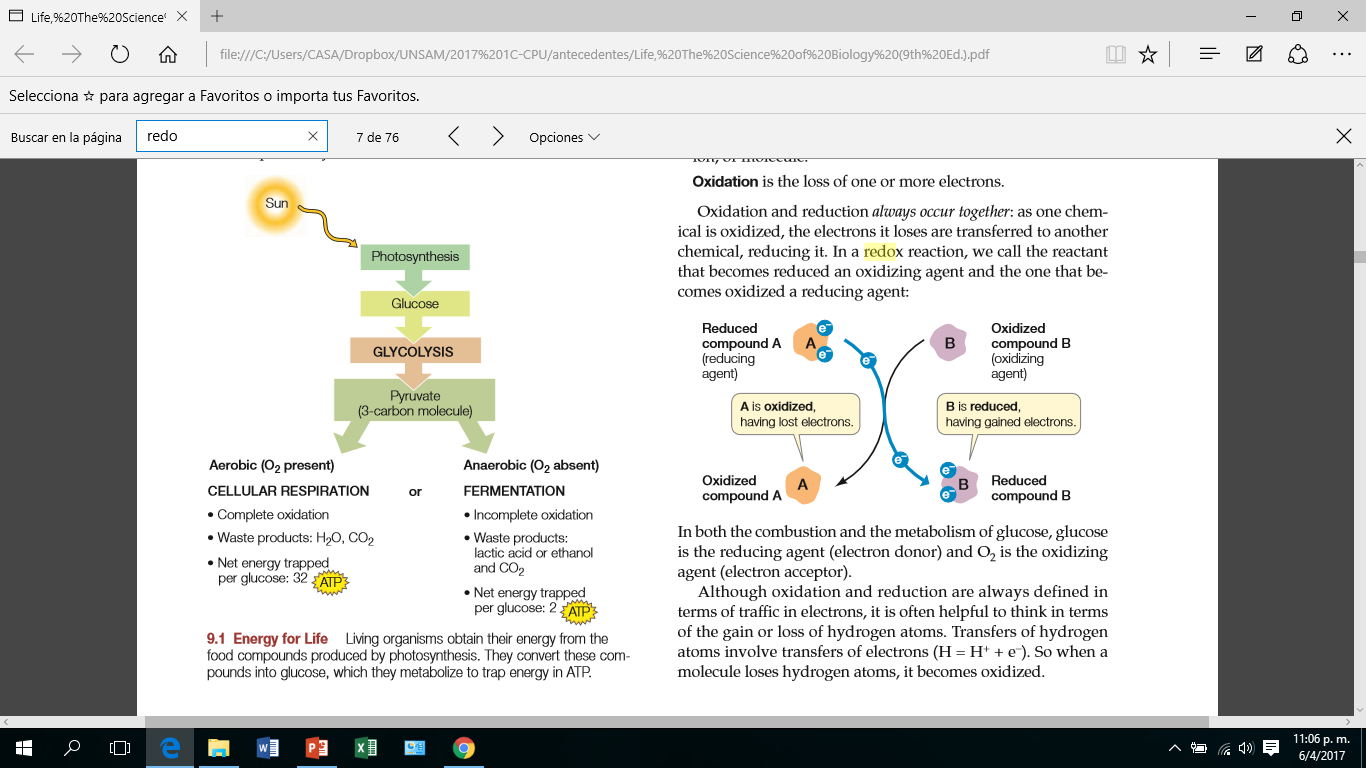 Life,%20The%20Science%
file:///C:/Users/CASA/Dropbox/UNSAM/2017%201C-CPU/antecedentes/Life,%20The%20Science%20of%20Biology%20(9th%20Ed.).pdf
Selecciona ☆ para agregar a Favoritos o importa tus Favoritos.
Buscar en la página redo 7 de 76 Opciones
Sun
Photosynthesis
Glucose
GLYCOLYSIS
Pyruvate
(3-carbon molecule)
Aerobic (O₂ present)
CELLULAR RESPIRATION
• Complete oxidation
• Waste products: H₂O, CO₂
• Net energy trapped
per glucose: 32 ATP
or
Anaerobic (O₂ absent)
FERMENTATION
• Incomplete oxidation
• Waste products:
lactic acid or ethanol
and CO₂
• Net energy trapped
per glucose: 2 ATP
9.1 Energy for Life Living organisms obtain their energy from the
food compounds produced by photosynthesis. They convert these com-
pounds into glucose, which they metabolize to trap energy in ATP.
ion, or molecule.
Oxidation is the loss of one or more electrons.
Oxidation and reduction always occur together: as one chem-
ical is oxidized, the electrons it loses are transferred to another
chemical, reducing it. In a redox reaction, we call the reactant
that becomes reduced an oxidizing agent and the one that be-
comes oxidized a reducing agent:
Reduced
compound A
(reducing
agent)
A
e⁻
e⁻
e⁻
B
Oxidized
compound B
(oxidizing
agent)
A is oxidized,
having lost electrons.
B is reduced,
having gained electrons.
Oxidized
compound A
A
e⁻
e⁻
e⁻
B
Reduced
compound B
In both the combustion and the metabolism of glucose, glucose
is the reducing agent (electron donor) and O₂ is the oxidizing
agent (electron acceptor).
Although oxidation and reduction are always defined in
terms of traffic in electrons, it is often helpful to think in terms
of the gain or loss of hydrogen atoms. Transfers of hydrogen
atoms involve transfers of electrons (H = H⁺ + e⁻). So when a
molecule loses hydrogen atoms, it becomes oxidized.
11:06 p. m.
6/4/2017